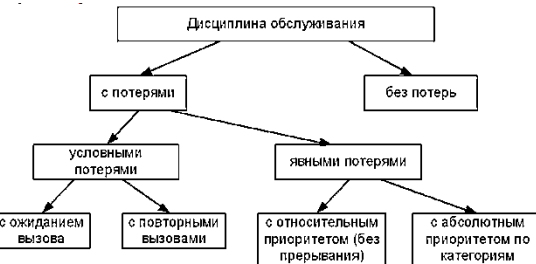 Дисциплина обслуживания
с потерями
без потерь
условными
потерями
явными потерями
с ожиданием
вызова
с повторными
вызовами
с относительным
приоритетом (без
прерывания)
с абсолютным
приоритетом по
категориям